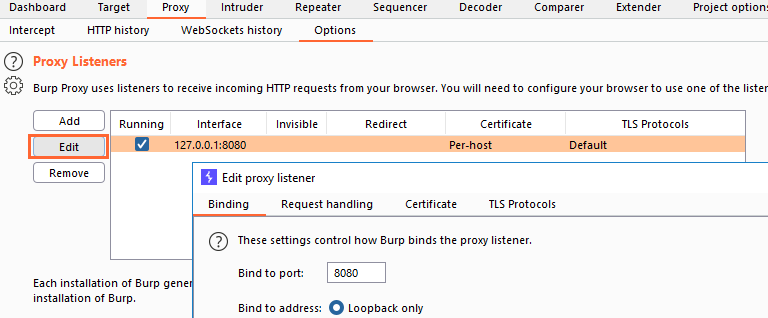 Dashboard Target Proxy Intruder Repeater Sequencer Decoder Comparer Extender Project options
Intercept HTTP history WebSockets history Options
Proxy Listeners
Burp Proxy uses listeners to receive incoming HTTP requests from your browser. You will need to configure your browser to use one of the
Add
Running Interface Invisible Redirect Certificate TLS Protocols
Edit
127.0.0.1:8080 Per-host Default
Remove
Edit proxy listener
Binding Request handling Certificate TLS Protocols
These settings control how Burp binds the proxy listener.
Bind to port: 8080
Each installation of Burp
installation of Burp.
Bind to address: Loopback only